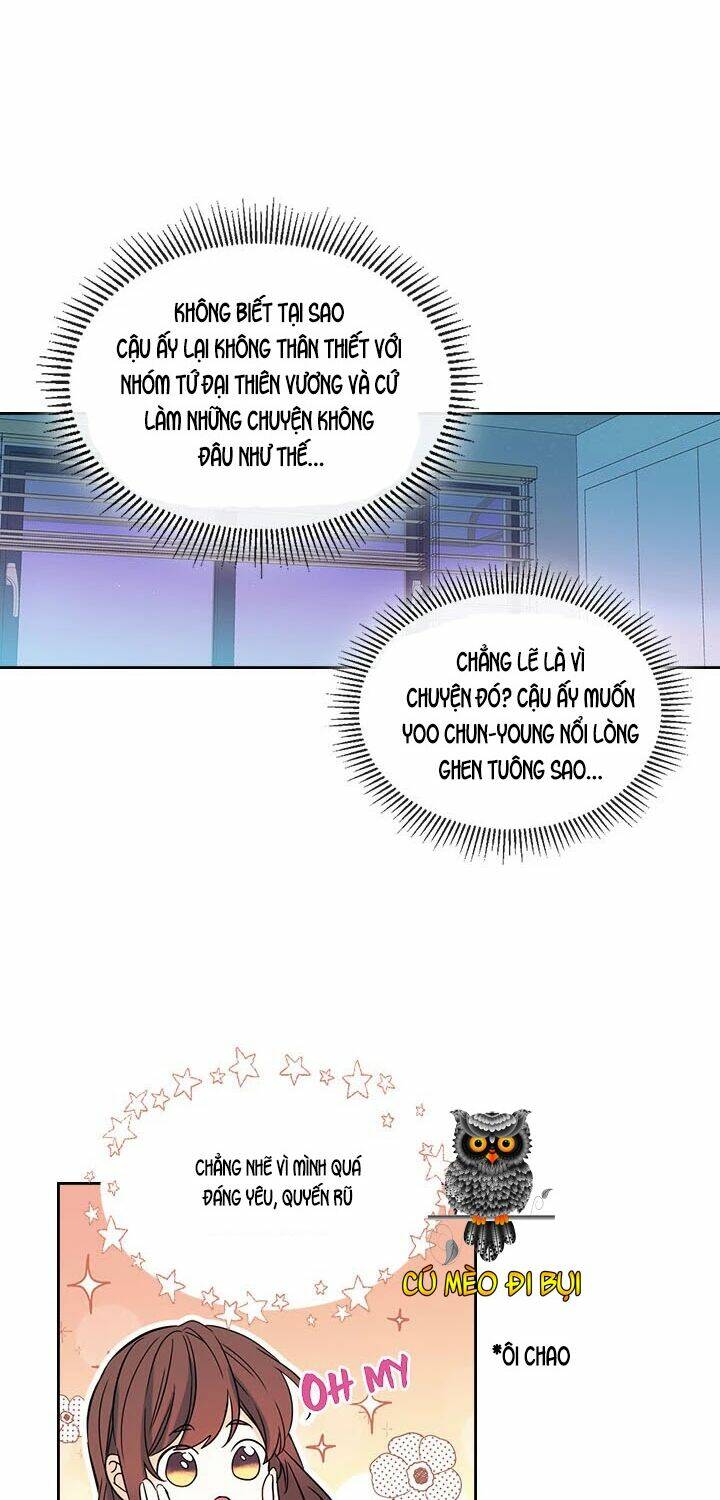 KHÔNG BIẾT TẠI SAO
CẬU ẤY LẠI KHÔNG THÂN THIẾT VỚI
NHÓM TỨ ĐẠI THIÊN VƯƠNG VÀ CỨ
LÀM NHỮNG CHUYỆN KHÔNG
ĐÂU NHƯ THẾ...
CHẲNG LẼ LÀ VÌ
CHUYỆN ĐÓ? CẬU ẤY MUỐN
YOO CHUN-YOUNG NỔI LÒNG
GHEN TUÔNG SAO...
CHẲNG NHẼ VÌ MÌNH QUÁ
ĐÁNG YÊU, QUYẾN RŨ
CÚ MÈO ĐI BỤI
OH MY
*ÔI CHAO